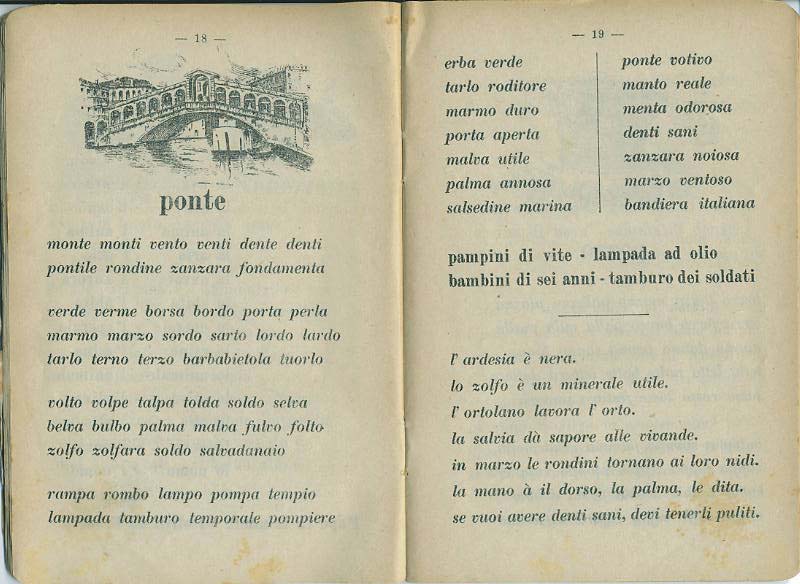 — 18 —
ponte
monte monti vento venti dente denti
pontile rondine zanzara fondamenta
verde verme borsa bordo porta perla
marmo marzo sordo sarto lordo lardo
tarlo terno terzo barbabietola tuorlo
volto volpe talpa tolda soldo selva
belva bulbo palma malva fulvo folto
zolfo zolfara soldo salvadanaio
rampa rombo lampo pompa tempio
lampada tamburo temporale pompiere
— 19 —
erba verde
tarlo roditore
marmo duro
porta aperta
malva utile
palma annosa
salsedine marina
ponte votivo
manto reale
menta odorosa
denti sani
zanzara noiosa
marzo ventoso
bandiera italiana
pampini di vite - lampada ad olio
bambini di sei anni - tamburo dei soldati
l' ardesia è nera.
lo zolfo è un minerale utile.
l' ortolano lavora l' orto.
la salvia dà sapore alle vivande.
in marzo le rondini tornano ai loro nidi.
la mano à il dorso, la palma, le dita.
se vuoi avere denti sani, devi tenerli puliti.